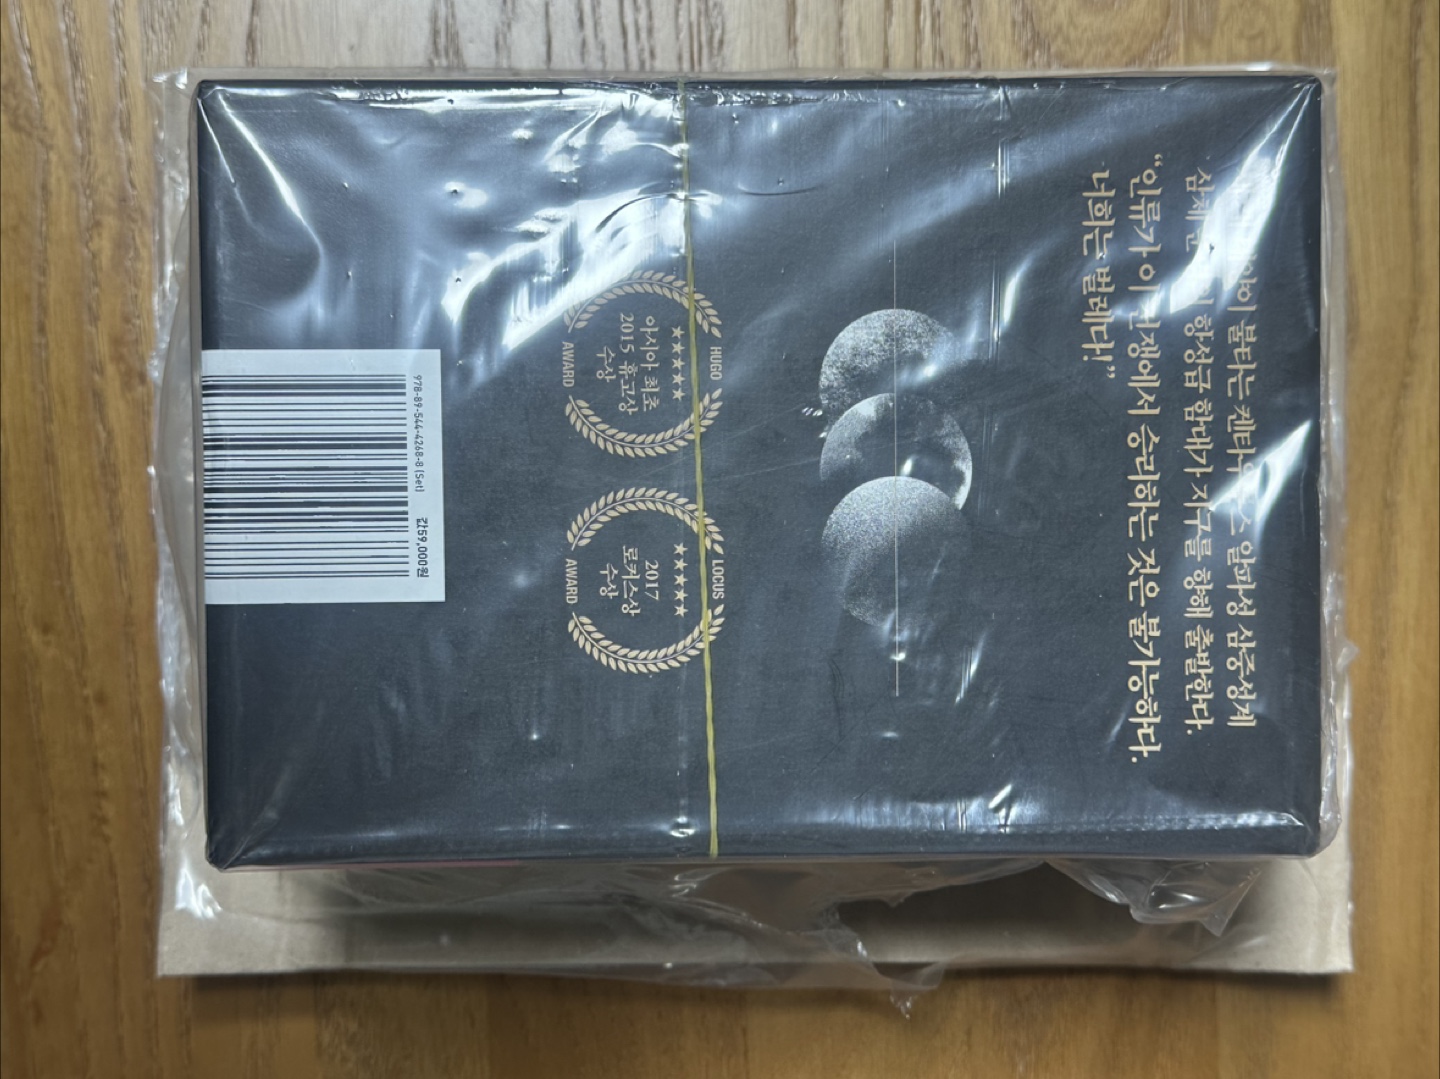 불타는 켄타우루스 알파성 삼중성계
삼체 항성급 함대가 지구를 향해 출발한다.
“인류가 이 전쟁에서 승리하는 것은 불가능하다.
너희는 벌레다!”
HUGO
★★★★★
아시아 최초
2015 휴고상
수상
AWARD
LOCUS
★★★★★
2017
로커스상
수상
AWARD
978-89-544-4268-8 (Set) 값59,000원